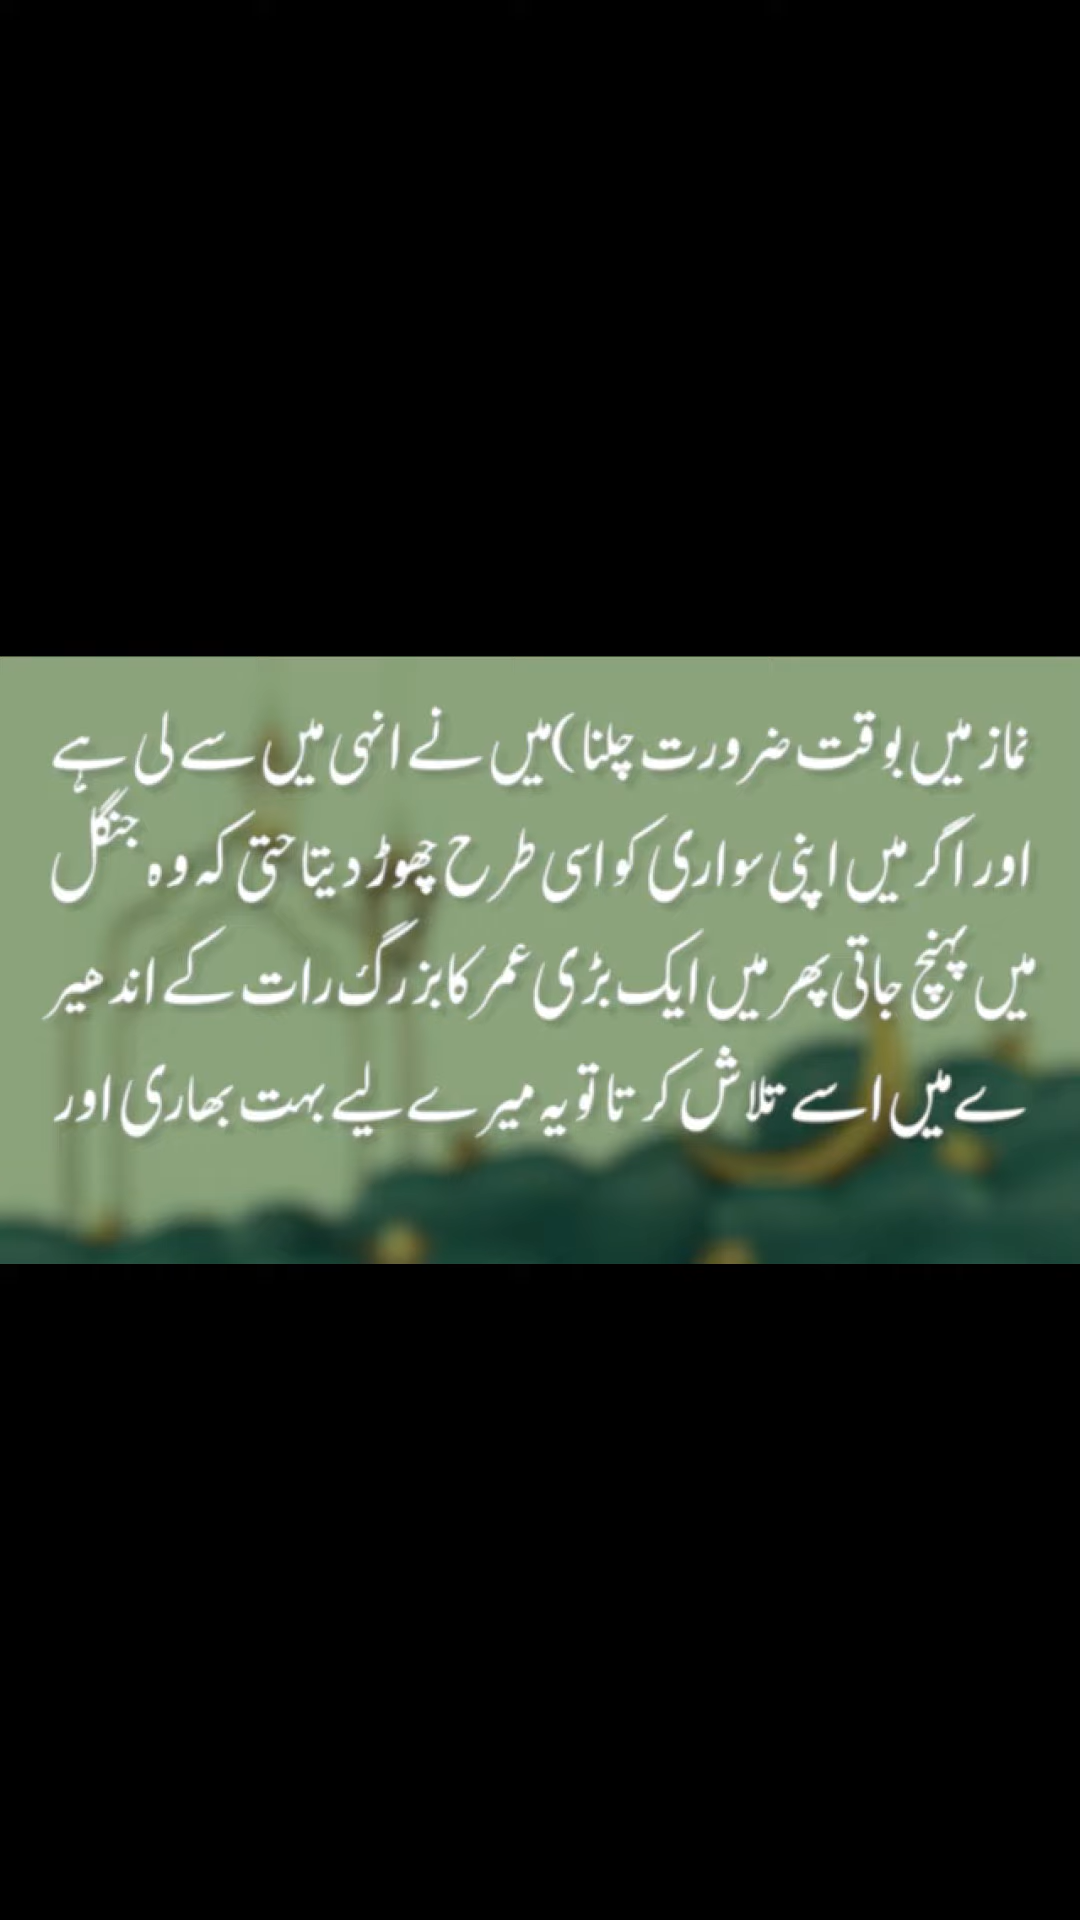 نماز میں بوقت ضرورت چلنا) میں نے انہی میں سے لی ہے
اور اگر میں اپنی سواری کو اسی طرح چھوڑ دیتا حتی کہ وہ جنگل
میں پہنچ جاتی پھر میں ایک بڑی عمر کا بزرگ رات کے اندھیر
ے میں اسے تلاش کرتا تو یہ میرے لیے بہت بھاری اور